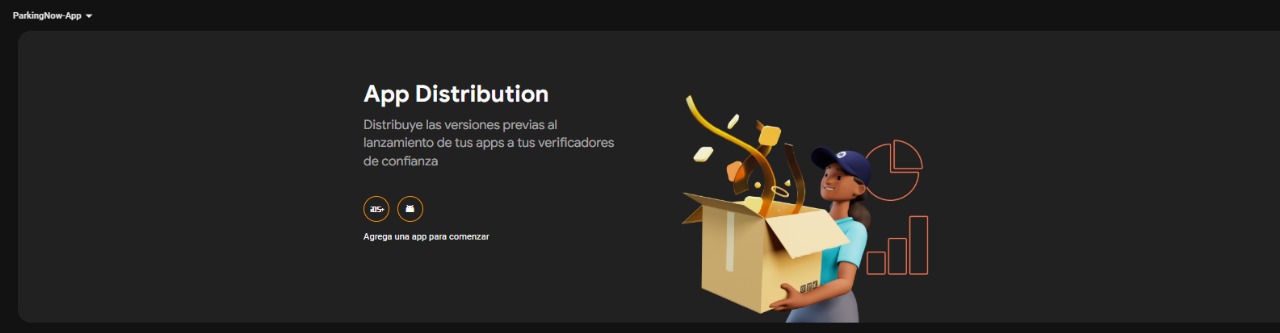 ParkingNow-App
App Distribution
Distribuye las versiones previas al
lanzamiento de tus apps a tus verificadores
de confianza
iOS+
Agrega una app para comenzar